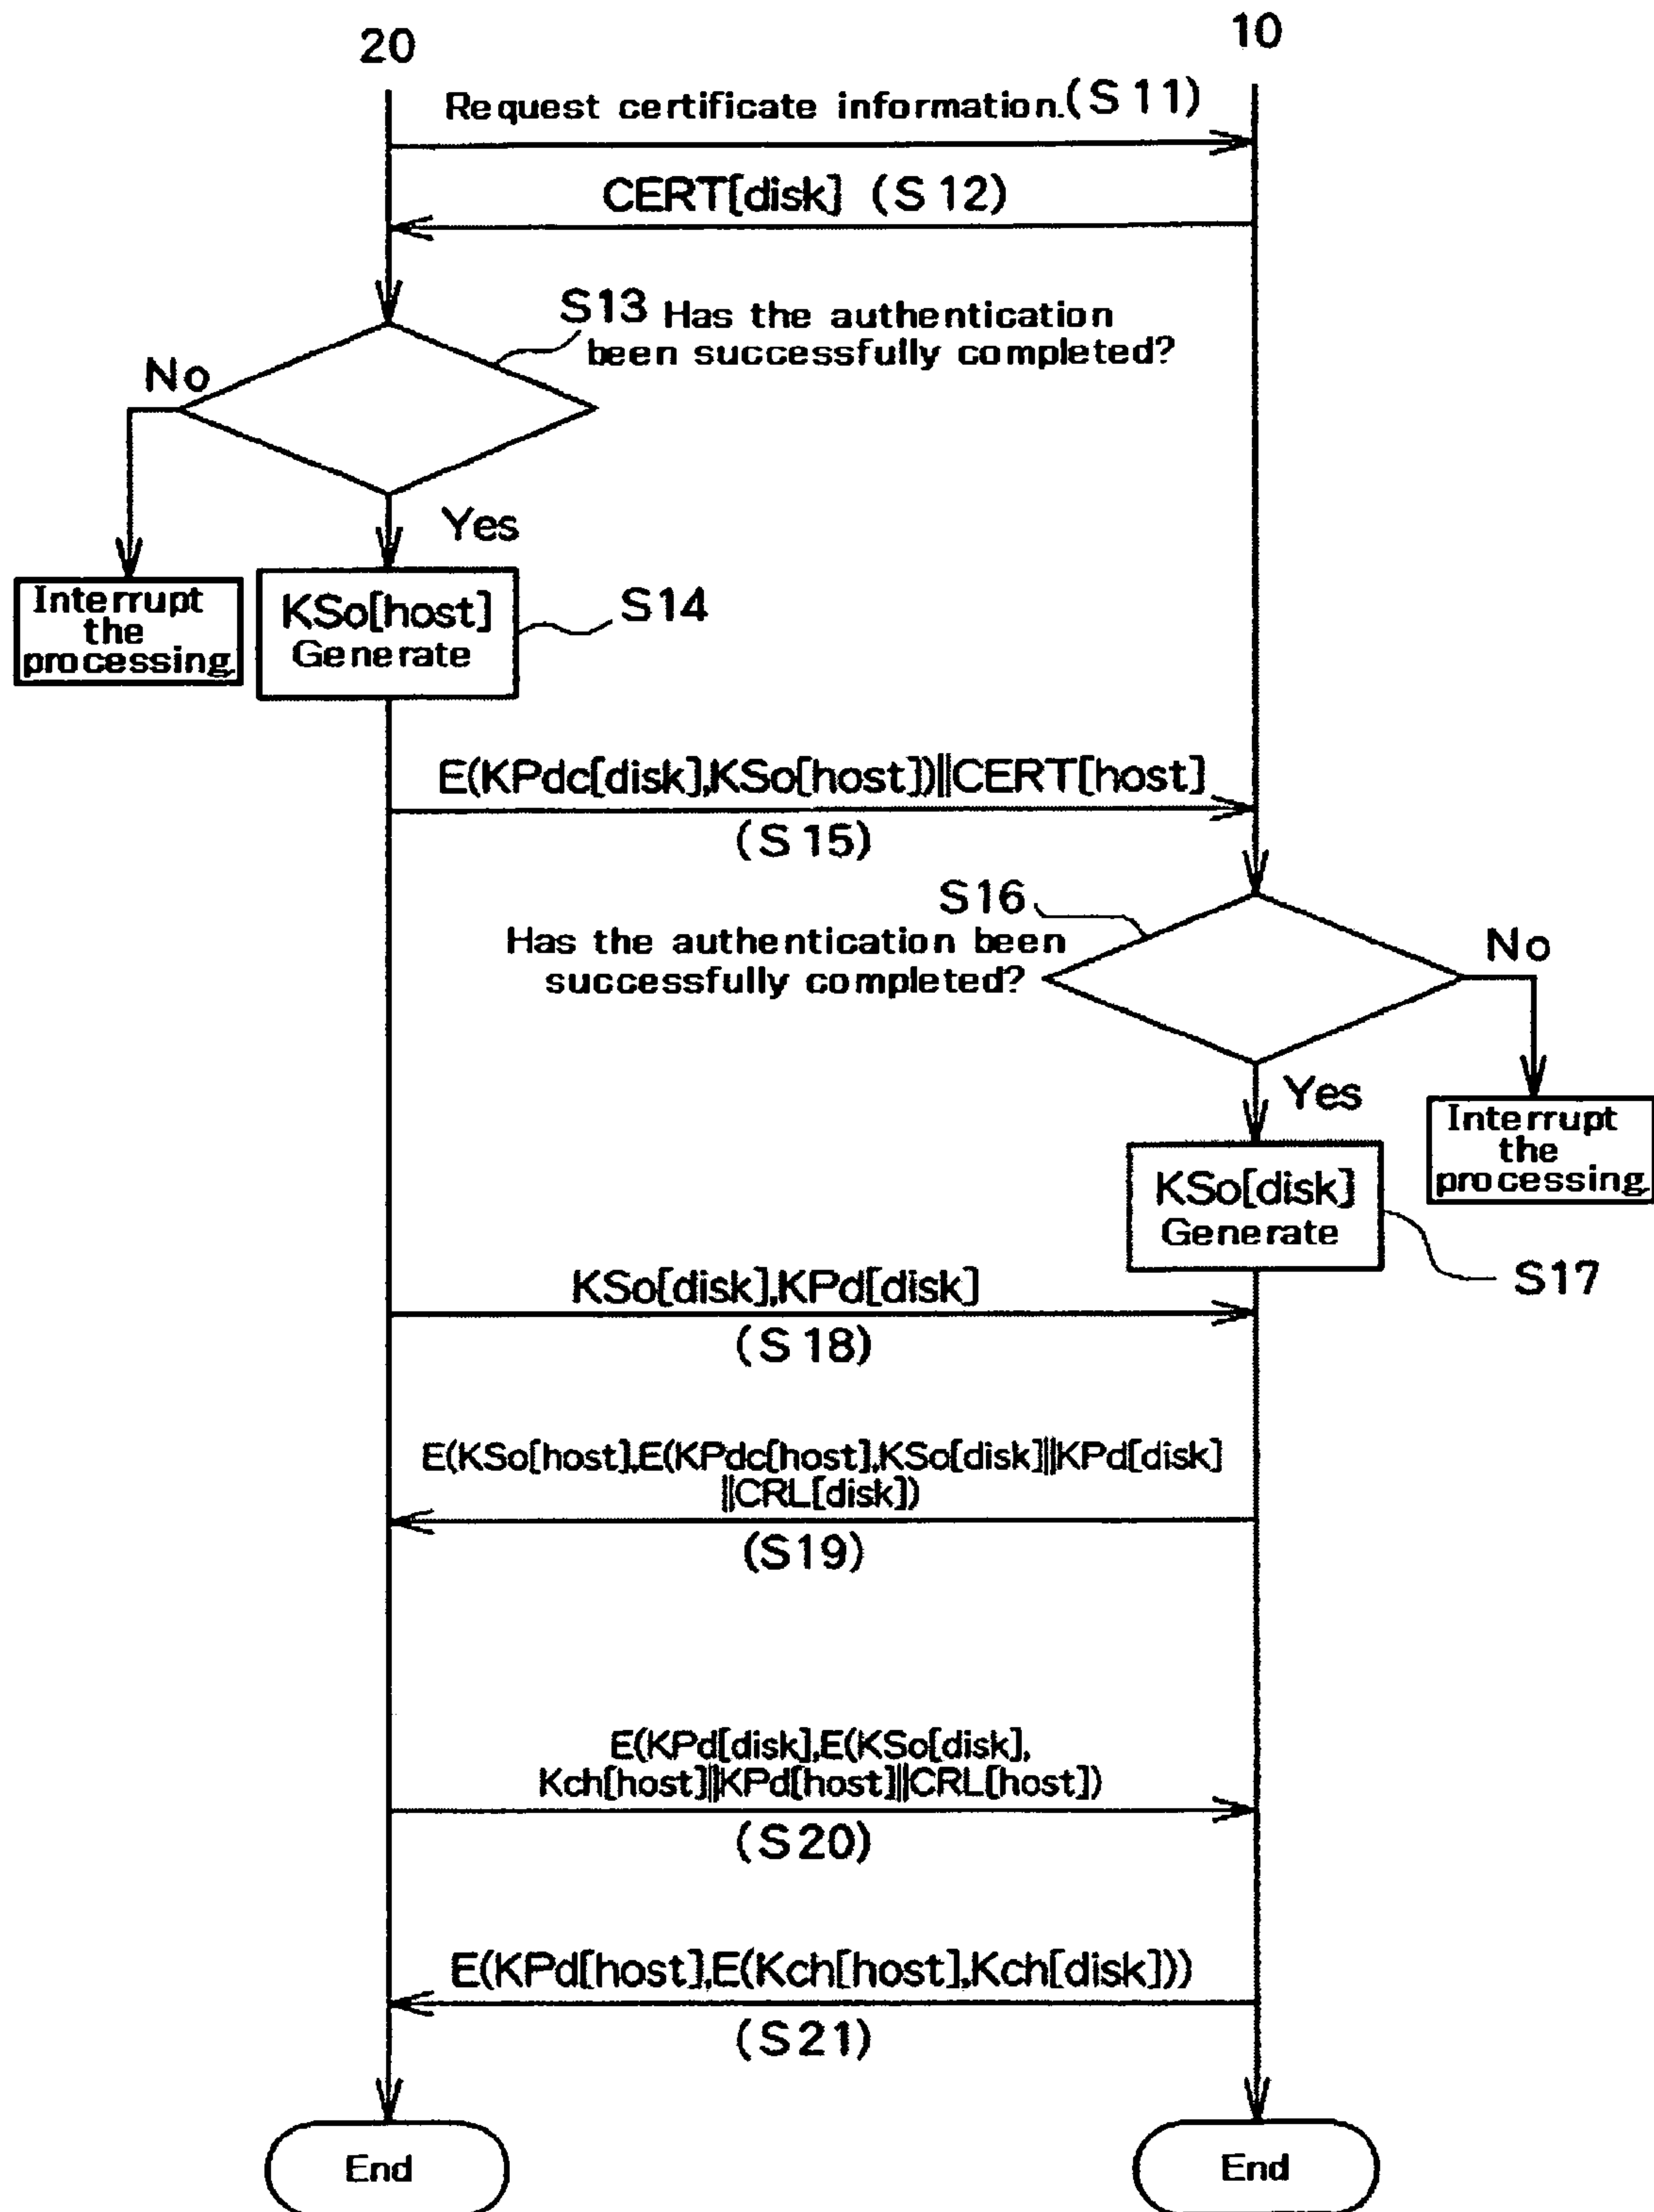 20
10
Request certificate information.(S11)
CERT[disk] (S12)
S13 Has the authentication
been successfully completed?
No
Yes
Interrupt
the
processing.
KSo[host]
Generate
S14
E(KPdc[disk],KSo[host])||CERT[host]
(S15)
S16
Has the authentication been
successfully completed?
No
Yes
Interrupt
the
processing.
KSo[disk]
Generate
S17
KSo[disk],KPd[disk]
(S18)
E(KSo[host],E(KPdc[host],KSo[disk]||KPd[disk]
||CRL[disk])
(S19)
E(KPd[disk],E(KSo[disk],
Kch[host]||KPd[host]||CRL[host])
(S20)
E(KPd[host],E(Kch[host],Kch[disk]))
(S21)
End
End